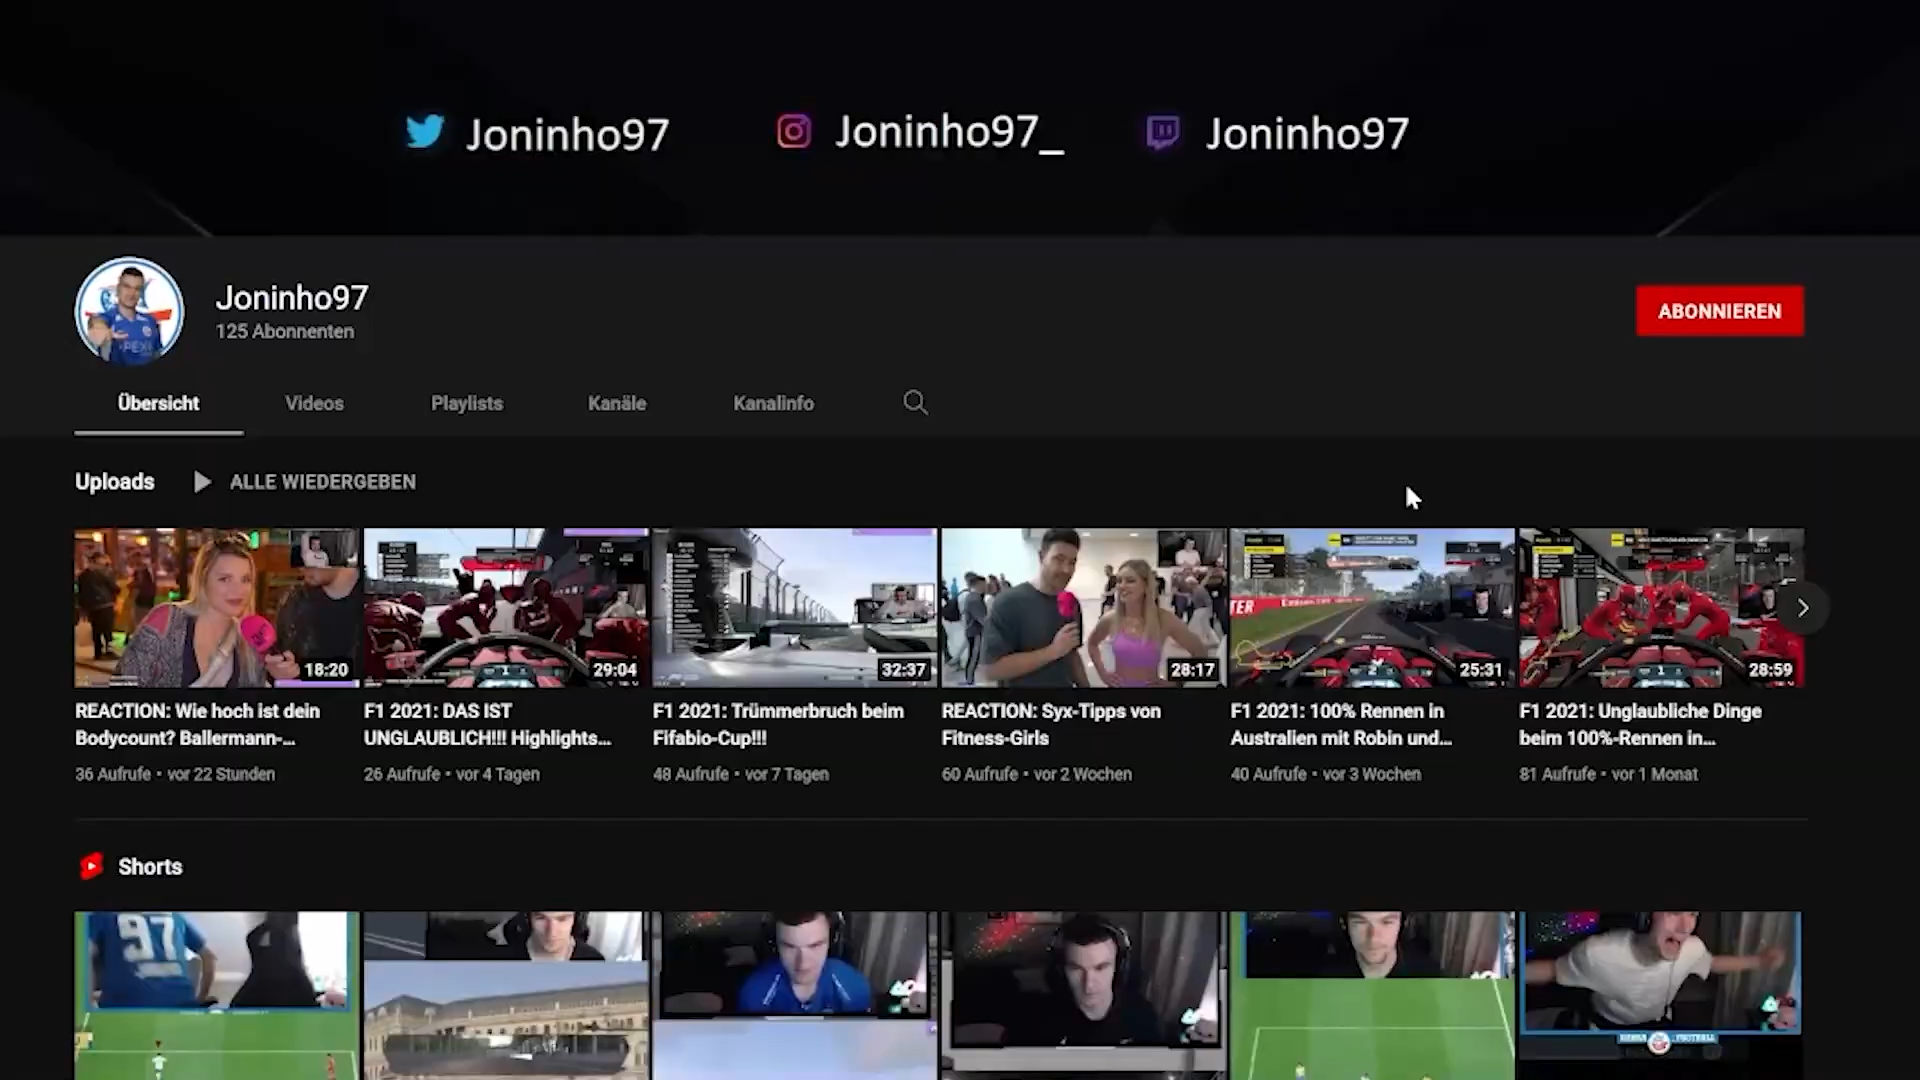 Joninho97
Joninho97_
Joninho97
Joninho97
125 Abonnenten
ABONNIEREN
Übersicht
Videos
Playlists
Kanäle
Kanalinfo
Uploads
ALLE WIEDERGEBEN
18:20
29:04
32:37
28:17
25:31
28:59
REACTION: Wie hoch ist dein
Bodycount? Ballermann-...
36 Aufrufe • vor 22 Stunden
F1 2021: DAS IST
UNGLAUBLICH!!! Highlights...
26 Aufrufe • vor 4 Tagen
F1 2021: Trümmerbruch beim
Fifabio-Cup!!!
48 Aufrufe • vor 7 Tagen
REACTION: Syx-Tipps von
Fitness-Girls
60 Aufrufe • vor 2 Wochen
F1 2021: 100% Rennen in
Australien mit Robin und...
40 Aufrufe • vor 3 Wochen
F1 2021: Unglaubliche Dinge
beim 100%-Rennen in...
81 Aufrufe • vor 1 Monat
Shorts
97